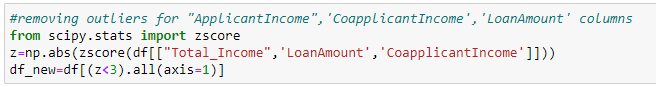 #removing outliers for "ApplicantIncome",'CoapplicantIncome','LoanAmount' columns
from scipy.stats import zscore
z=np.abs(zscore(df[["Total_Income",'LoanAmount','CoapplicantIncome']]))
df_new=df[(z<3).all(axis=1)]